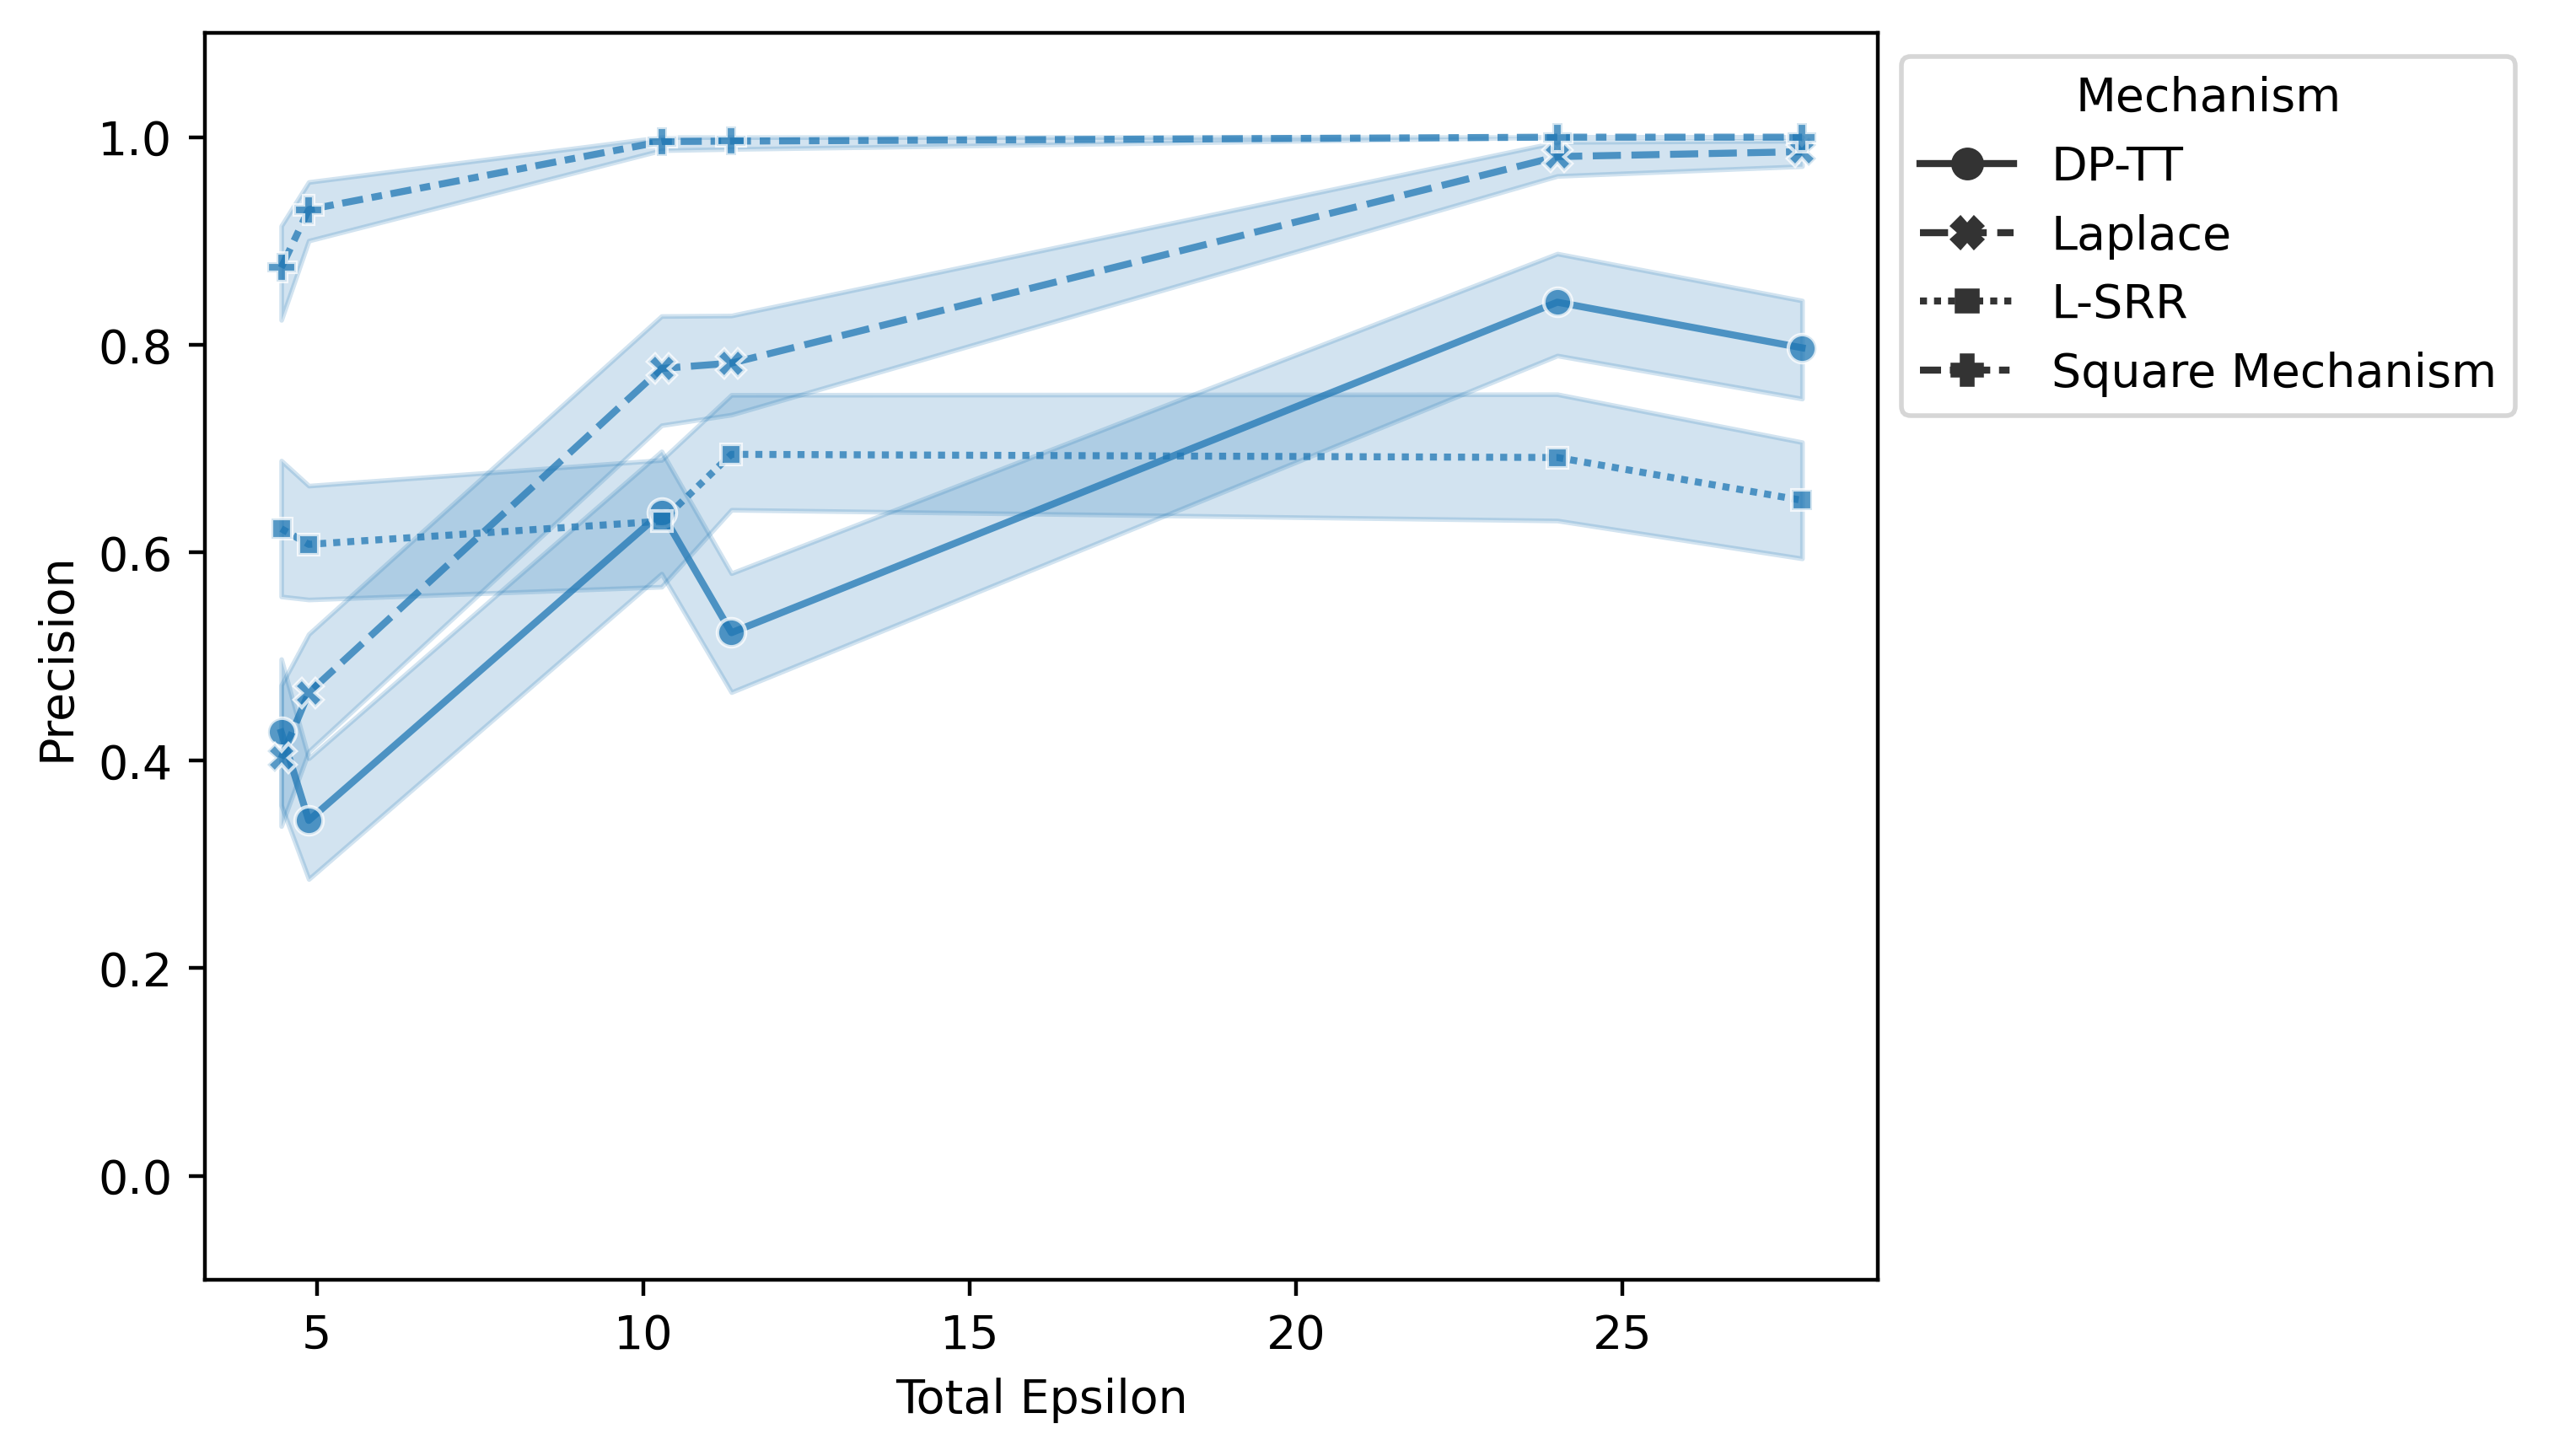 Precision
1.0
0.8
0.6
0.4
0.2
0.0
5 10 15 20 25
Total Epsilon
Mechanism
DP-TT
Laplace
L-SRR
Square Mechanism